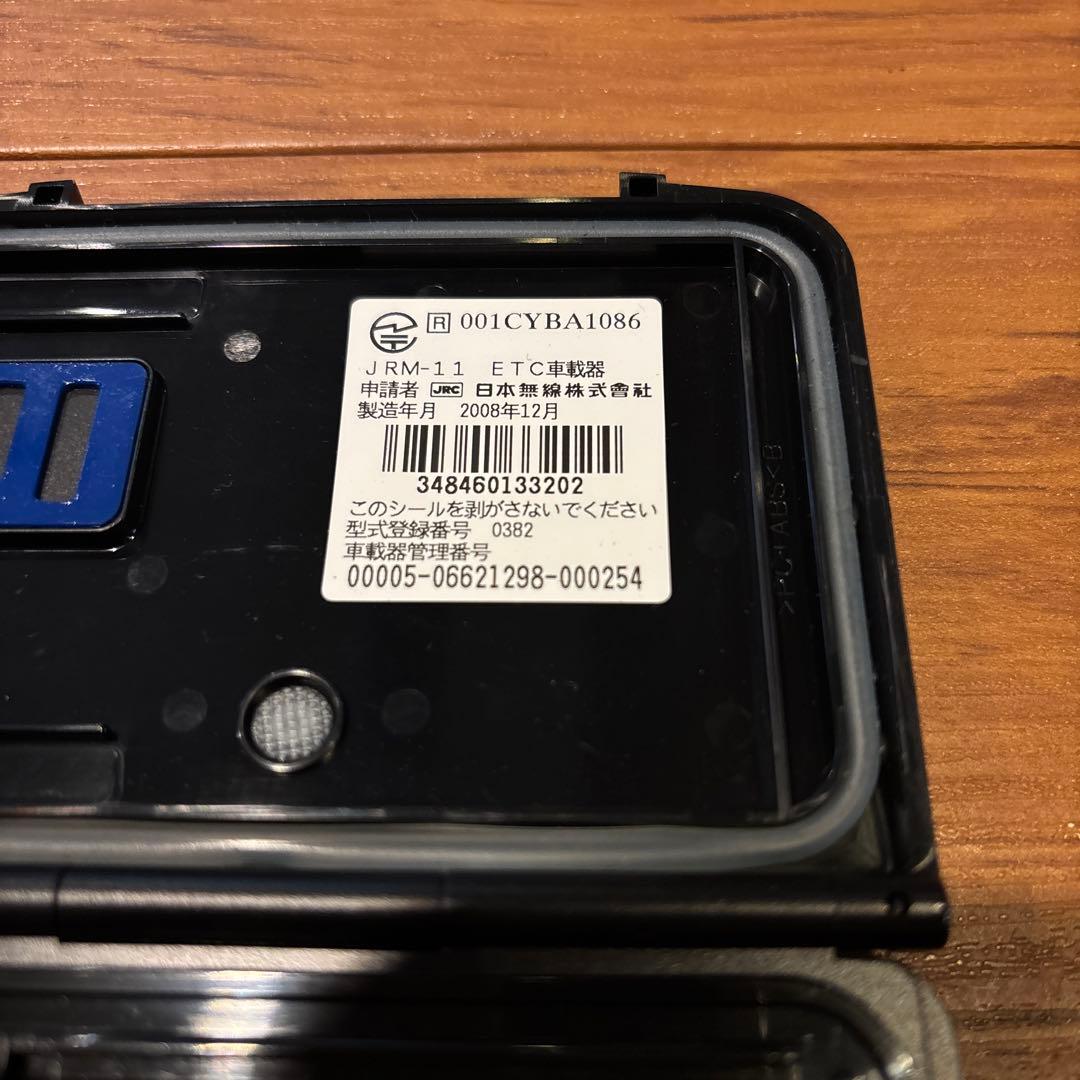 R 001CYBA1086
JRM-11 ETC車載器
申請者 JRC 日本無線株式會社
製造年月 2008年12月
348460133202
このシールを剥がさないでください
型式登録番号 0382
車載器管理番号
00005-06621298-000254
>PC+ABS<B